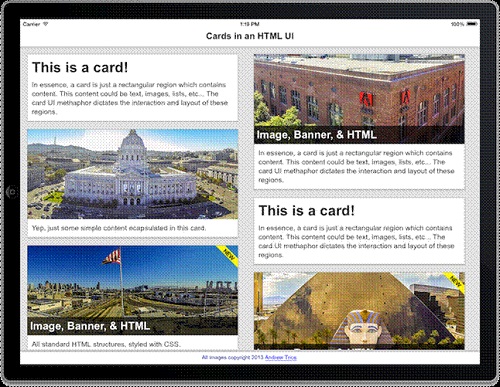 Carrier
1:19 PM
100%
Cards in an HTML UI
This is a card!
In essence, a card is just a rectangular region which contains
content. This content could be text, images, lists, etc... The
card UI methaphor dictates the interaction and layout of these
regions.
Yep, just some simple content ecapsulated in this card.
NEW
Image, Banner, & HTML
All standard HTML structures, styled with CSS.
Image, Banner, & HTML
In essence, a card is just a rectangular region which contains
content. This content could be text, images, lists, etc... The
card UI methaphor dictates the interaction and layout of these
regions.
This is a card!
In essence, a card is just a rectangular region which contains
content. This content could be text, images, lists, etc... The
card UI methaphor dictates the interaction and layout of these
regions.
NEW
All images copyright 2013 Andrew Trice.